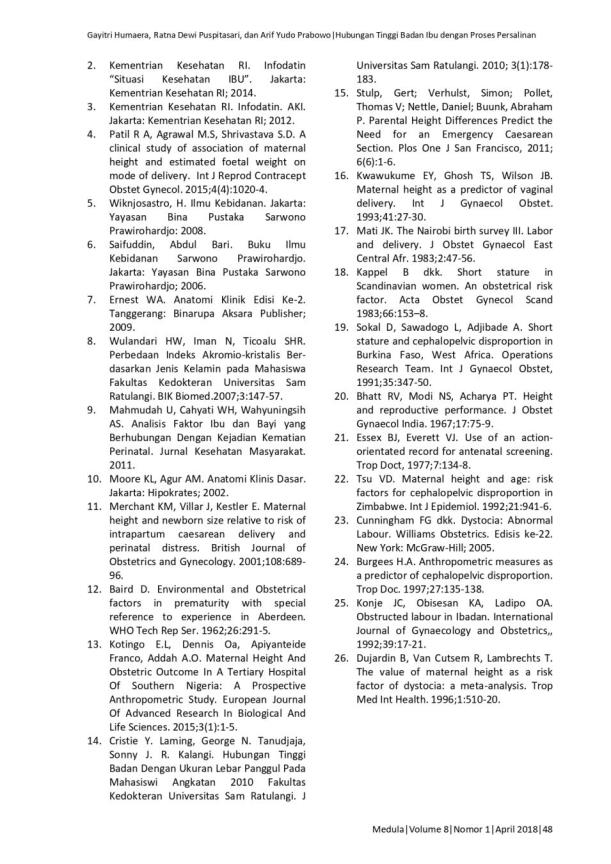 Gayitri Humaera, Ratna Dewi Puspitasari, dan Arif Yudo Prabowo|Hubungan Tinggi Badan Ibu dengan Proses Persalinan
2. Kementrian Kesehatan RI. Infodatin
“Situasi Kesehatan IBU”. Jakarta:
Kementrian Kesehatan RI; 2014.
3. Kementrian Kesehatan RI. Infodatin. AKI.
Jakarta: Kementrian Kesehatan RI; 2012.
4. Patil R A, Agrawal M.S, Shrivastava S.D. A
clinical study of association of maternal
height and estimated foetal weight on
mode of delivery. Int J Reprod Contracept
Obstet Gynecol. 2015;4(4):1020-4.
5. Wiknjosastro, H. Ilmu Kebidanan. Jakarta:
Yayasan Bina Pustaka Sarwono
Prawirohardjo: 2008.
6. Saifuddin, Abdul Bari. Buku Ilmu
Kebidanan Sarwono Prawirohardjo.
Jakarta: Yayasan Bina Pustaka Sarwono
Prawirohardjo; 2006.
7. Ernest WA. Anatomi Klinik Edisi Ke-2.
Tanggerang: Binarupa Aksara Publisher;
2009.
8. Wulandari HW, Iman N, Ticoalu SHR.
Perbedaan Indeks Akromio-kristalis Ber-
dasarkan Jenis Kelamin pada Mahasiswa
Fakultas Kedokteran Universitas Sam
Ratulangi. BIK Biomed.2007;3:147-57.
9. Mahmudah U, Cahyati WH, Wahyuningsih
AS. Analisis Faktor Ibu dan Bayi yang
Berhubungan Dengan Kejadian Kematian
Perinatal. Jurnal Kesehatan Masyarakat.
2011.
10. Moore KL, Agur AM. Anatomi Klinis Dasar.
Jakarta: Hipokrates; 2002.
11. Merchant KM, Villar J, Kestler E. Maternal
height and newborn size relative to risk of
intrapartum caesarean delivery and
perinatal distress. British Journal of
Obstetrics and Gynecology. 2001;108:689-
96.
12. Baird D. Environmental and Obstetrical
factors in prematurity with special
reference to experience in Aberdeen.
WHO Tech Rep Ser. 1962;26:291-5.
13. Kotingo E.L, Dennis Oa, Apiyanteide
Franco, Addah A.O. Maternal Height And
Obstetric Outcome In A Tertiary Hospital
Of Southern Nigeria: A Prospective
Anthropometric Study. European Journal
Of Advanced Research In Biological And
Life Sciences. 2015;3(1):1-5.
14. Cristie Y. Laming, George N. Tanudjaja,
Sonny J. R. Kalangi. Hubungan Tinggi
Badan Dengan Ukuran Lebar Panggul Pada
Mahasiswi Angkatan 2010 Fakultas
Kedokteran Universitas Sam Ratulangi. J
Universitas Sam Ratulangi. 2010; 3(1):178-
183.
15. Stulp, Gert; Verhulst, Simon; Pollet,
Thomas V; Nettle, Daniel; Buunk, Abraham
P. Parental Height Differences Predict the
Need for an Emergency Caesarean
Section. Plos One J San Francisco, 2011;
6(6):1-6.
16. Kwawukume EY, Ghosh TS, Wilson JB.
Maternal height as a predictor of vaginal
delivery. Int J Gynaecol Obstet.
1993;41:27-30.
17. Mati JK. The Nairobi birth survey III. Labor
and delivery. J Obstet Gynaecol East
Central Afr. 1983;2:47-56.
18. Kappel B dkk. Short stature in
Scandinavian women. An obstetrical risk
factor. Acta Obstet Gynecol Scand
1983;66:153–8.
19. Sokal D, Sawadogo L, Adjibade A. Short
stature and cephalopelvic disproportion in
Burkina Faso, West Africa. Operations
Research Team. Int J Gynaecol Obstet,
1991;35:347-50.
20. Bhatt RV, Modi NS, Acharya PT. Height
and reproductive performance. J Obstet
Gynaecol India. 1967;17:75-9.
21. Essex BJ, Everett VJ. Use of an action-
orientated record for antenatal screening.
Trop Doct, 1977;7:134-8.
22. Tsu VD. Maternal height and age: risk
factors for cephalopelvic disproportion in
Zimbabwe. Int J Epidemiol. 1992;21:941-6.
23. Cunningham FG dkk. Dystocia: Abnormal
Labour. Williams Obstetrics. Edisis ke-22.
New York: McGraw-Hill; 2005.
24. Burgees H.A. Anthropometric measures as
a predictor of cephalopelvic disproportion.
Trop Doc. 1997;27:135-138.
25. Konje JC, Obisesan KA, Ladipo OA.
Obstructed labour in Ibadan. International
Journal of Gynaecology and Obstetrics,,
1992;39:17-21.
26. Dujardin B, Van Cutsem R, Lambrechts T.
The value of maternal height as a risk
factor of dystocia: a meta-analysis. Trop
Med Int Health. 1996;1:510-20.
Medula|Volume 8|Nomor 1|April 2018|48